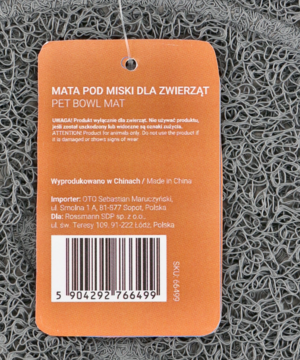 MATA POD MISKI DLA ZWIERZĄT
PET BOWL MAT
UWAGA! Produkt wyłącznie dla zwierząt. Nie używać produktu,
jeśli został uszkodzony lub widoczne są oznaki zużycia.
ATTENTION! Product for animals only. Do not use the product if
it is damaged or shows signs of wear.
Wyprodukowano w Chinach / Made in China
Importer: GTO Sebastian Maruczyński,
ul. Smolna 1 A, 81-877 Sopot, Polska
Dla: Rossmann SDP sp. z o.o.,
ul. św. Teresy 109, 91-222 Łódź, Polska
SKU: 66499
5 904292 766499